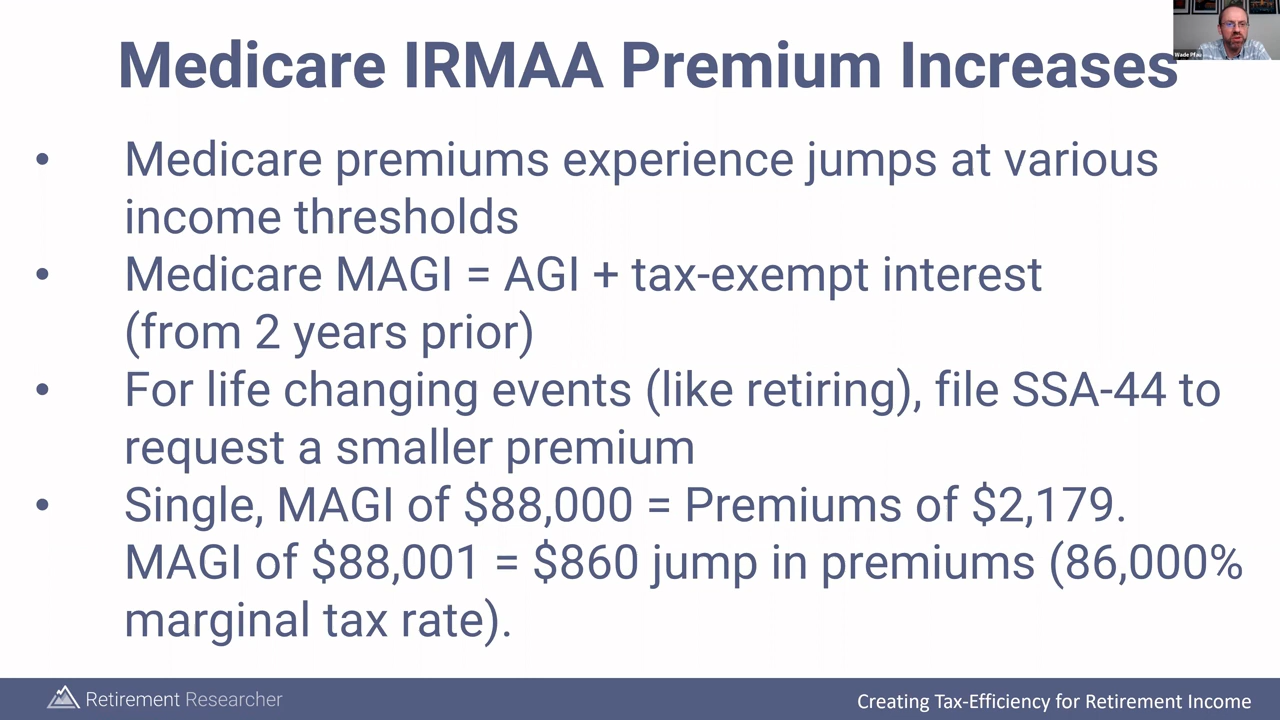 Medicare IRMAA Premium Increases
Wade Pfau
• Medicare premiums experience jumps at various
income thresholds
• Medicare MAGI = AGI + tax-exempt interest
(from 2 years prior)
• For life changing events (like retiring), file SSA-44 to
request a smaller premium
• Single, MAGI of $88,000 = Premiums of $2,179.
MAGI of $88,001 = $860 jump in premiums (86,000%
marginal tax rate).
Retirement Researcher
Creating Tax-Efficiency for Retirement Income